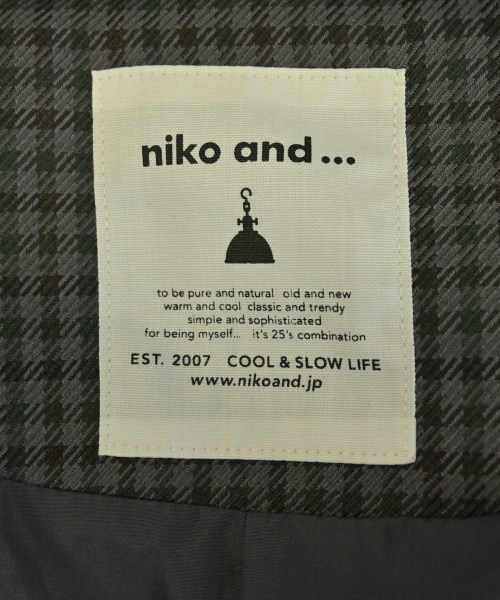 niko and ...
to be pure and natural old and new
warm and cool classic and trendy
simple and sophisticated
for being myself... it's 25's combination
EST. 2007 COOL & SLOW LIFE
www.nikoand.jp